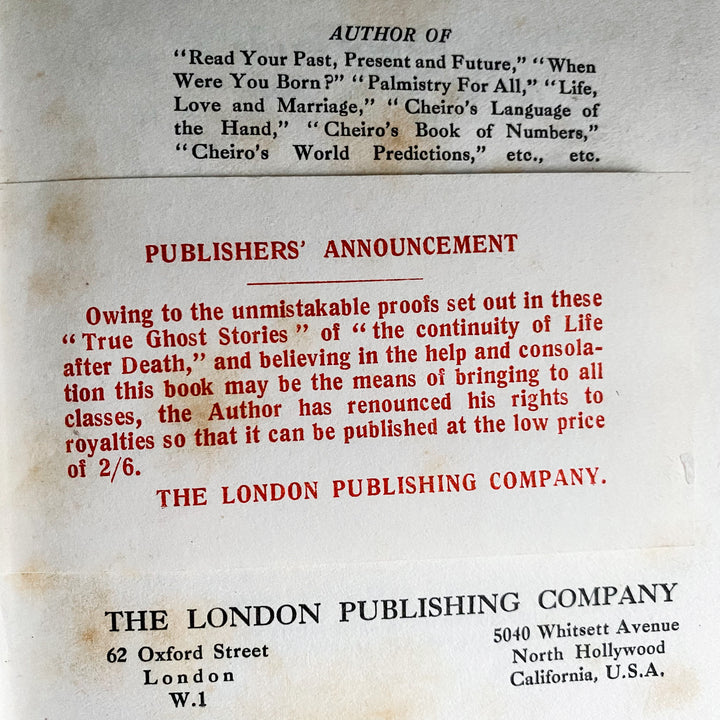 AUTHOR OF
“Read Your Past, Present and Future,” “When
Were You Born?” “Palmistry For All,” “Life,
Love and Marriage,” “Cheiro’s Language of
the Hand,” “Cheiro’s Book of Numbers,”
“Cheiro’s World Predictions,” etc., etc.
PUBLISHERS’ ANNOUNCEMENT
Owing to the unmistakable proofs set out in these
“True Ghost Stories” of “the continuity of Life
after Death,” and believing in the help and consola-
tion this book may be the means of bringing to all
classes, the Author has renounced his rights to
royalties so that it can be published at the low price
of 2/6.
THE LONDON PUBLISHING COMPANY.
THE LONDON PUBLISHING COMPANY
62 Oxford Street
London
W.1
5040 Whitsett Avenue
North Hollywood
California, U.S.A.